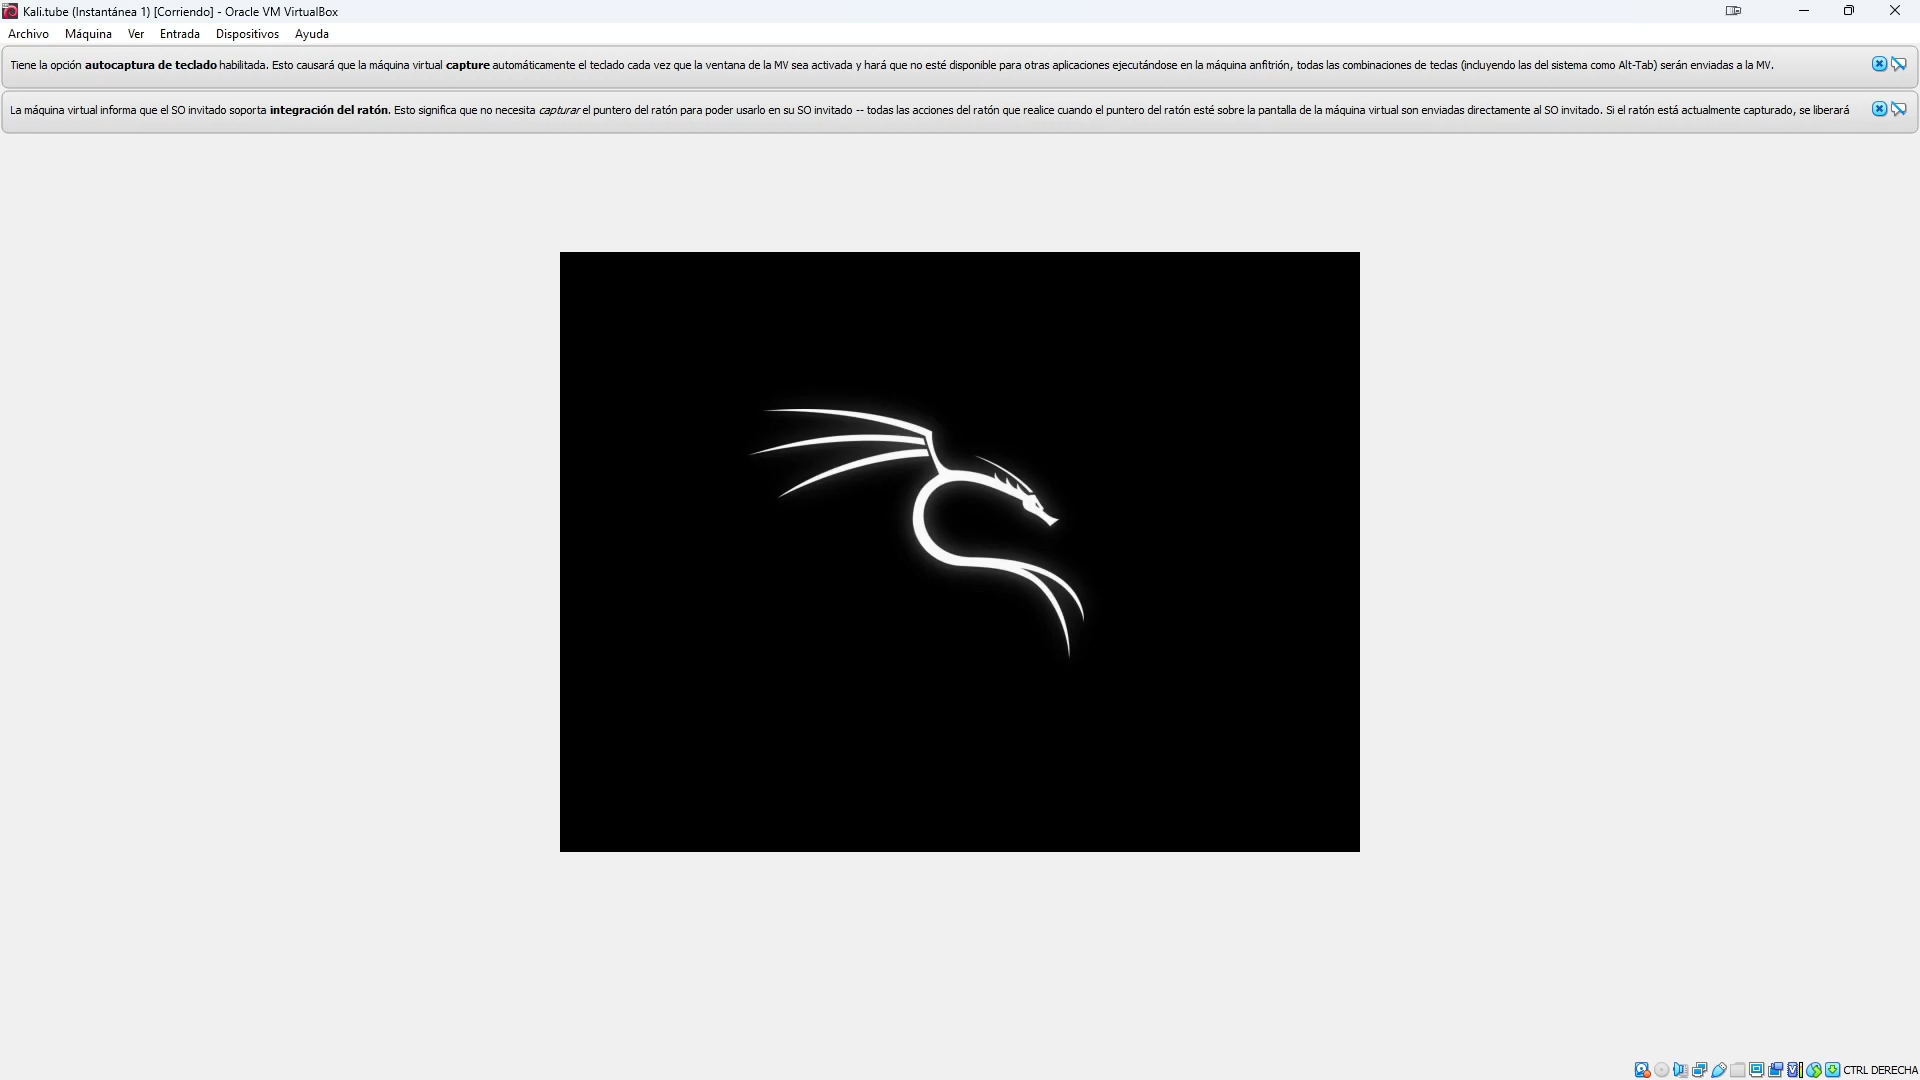 Kali.tube (Instantánea 1) [Corriendo] - Oracle VM VirtualBox
Archivo Máquina Ver Entrada Dispositivos Ayuda
Tiene la opción autocaptura de teclado habilitada. Esto causará que la máquina virtual capture automáticamente el teclado cada vez que la ventana de la MV sea activada y hará que no esté disponible para otras aplicaciones ejecutándose en la máquina anfitrión, todas las combinaciones de teclas (incluyendo las del sistema como Alt-Tab) serán enviadas a la MV.
La máquina virtual informa que el SO invitado soporta integración del ratón. Esto significa que no necesita capturar el puntero del ratón para poder usarlo en su SO invitado -- todas las acciones del ratón que realice cuando el puntero del ratón esté sobre la pantalla de la máquina virtual son enviadas directamente al SO invitado. Si el ratón está actualmente capturado, se liberará
CTRL DERECHA